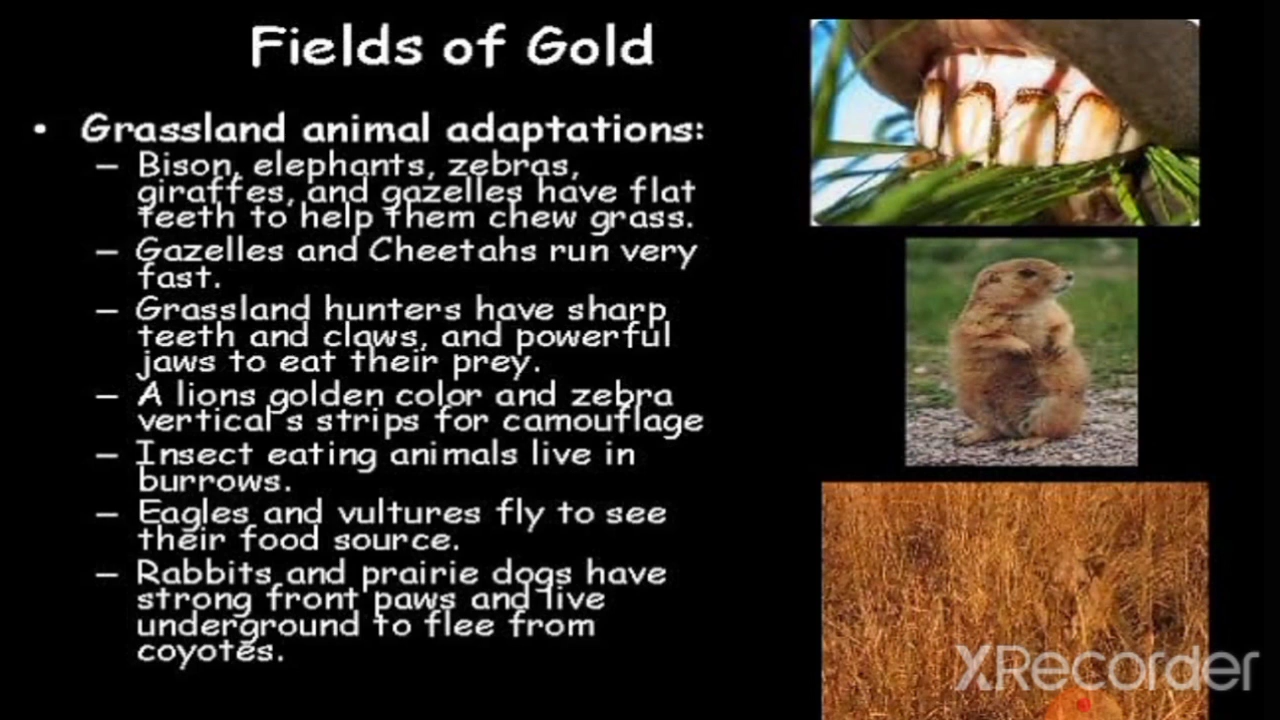 Fields of Gold
• Grassland animal adaptations:
– Bison, elephants, zebras,
giraffes, and gazelles have flat
teeth to help them chew grass.
– Gazelles and Cheetahs run very
fast.
– Grassland hunters have sharp
teeth and claws, and powerful
jaws to eat their prey.
– A lions golden color and zebra
vertical's strips for camouflage
– Insect eating animals live in
burrows.
– Eagles and vultures fly to see
their food source.
– Rabbits and prairie dogs have
strong front paws and live
underground to flee from
coyotes.
XRecorder